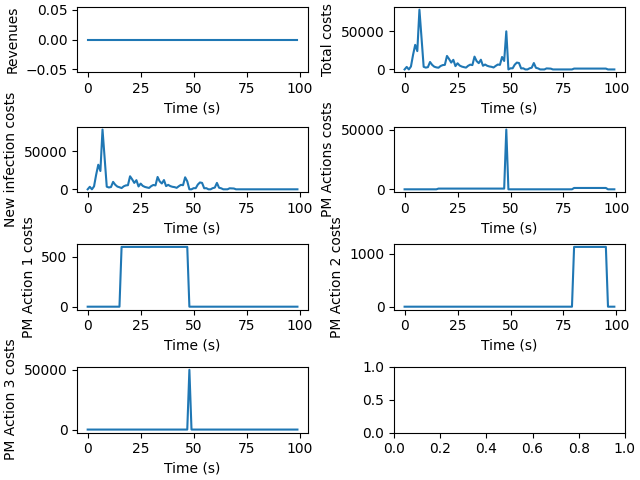 Revenues
0.05
0.00
−0.05
0 25 50 75 100
Time (s)
Total costs
50000
0
0 25 50 75 100
Time (s)
New infection costs
50000
0
0 25 50 75 100
Time (s)
PM Actions costs
50000
0
0 25 50 75 100
Time (s)
PM Action 1 costs
500
0
0 25 50 75 100
Time (s)
PM Action 2 costs
1000
0
0 25 50 75 100
Time (s)
PM Action 3 costs
50000
0
0 25 50 75 100
Time (s)
1.0
0.5
0.0
0.0 0.2 0.4 0.6 0.8 1.0